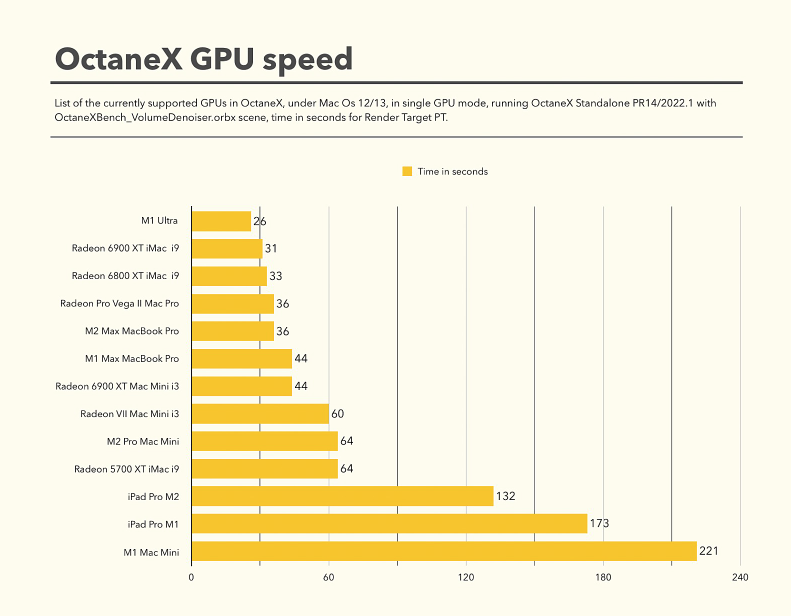 OctaneX GPU speed
List of the currently supported GPUs in OctaneX, under Mac Os 12/13, in single GPU mode, running OctaneX Standalone PR14/2022.1 with
OctaneXBench_VolumeDenoiser.orbx scene, time in seconds for Render Target PT.
Time in seconds
M1 Ultra 26
Radeon 6900 XT iMac i9 31
Radeon 6800 XT iMac i9 33
Radeon Pro Vega II Mac Pro 36
M2 Max MacBook Pro 36
M1 Max MacBook Pro 44
Radeon 6900 XT Mac Mini i3 44
Radeon VII Mac Mini i3 60
M2 Pro Mac Mini 64
Radeon 5700 XT iMac i9 64
iPad Pro M2 132
iPad Pro M1 173
M1 Mac Mini 221
0 60 120 180 240